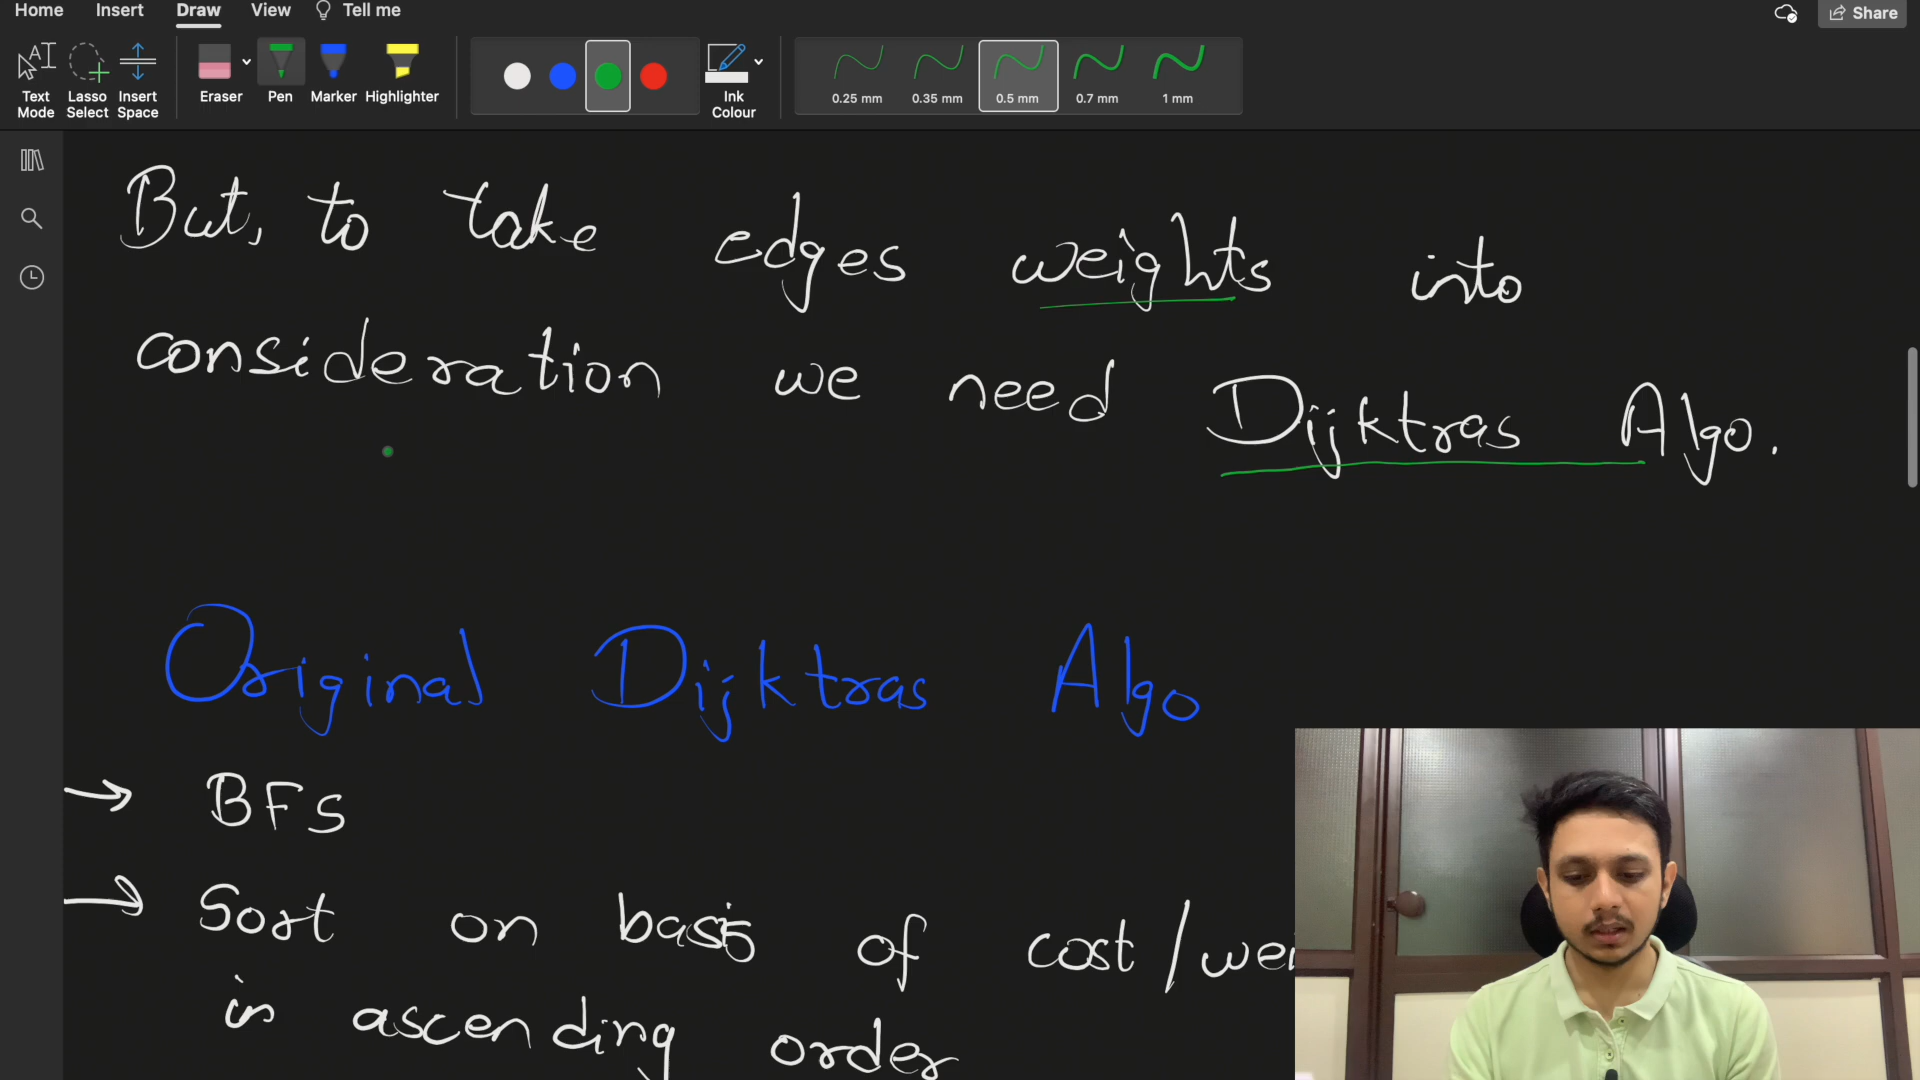 Home Insert Draw View Tell me Share
Text Mode Lasso Select Insert Space Eraser Pen Marker Highlighter Ink Colour 0.25 mm 0.35 mm 0.5 mm 0.7 mm 1 mm
But, to take edges weights into
consideration we need Dijktras Algo.
Original Dijktras Algo
→ BFS
→ Sort on basis of cost/wei
in ascending order